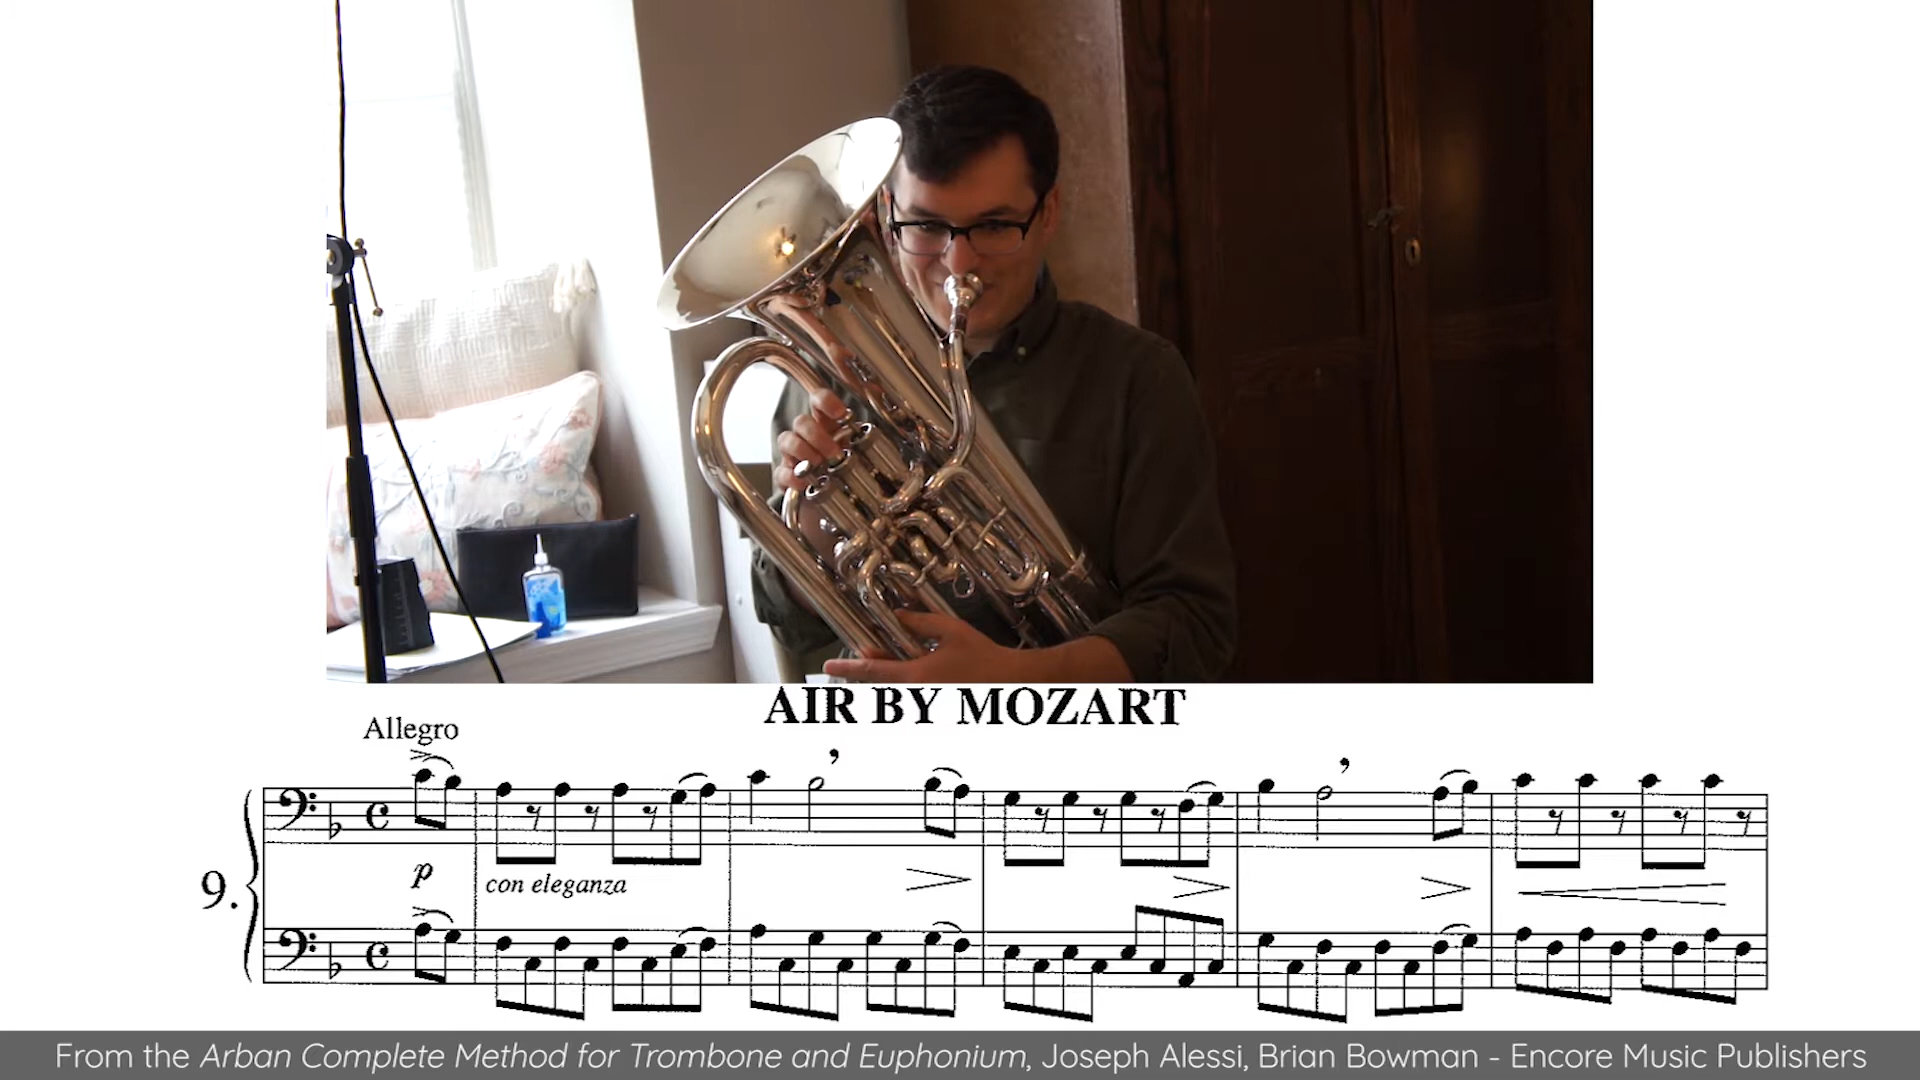 AIR BY MOZART
Allegro
p
con eleganza
9.
From the Arban Complete Method for Trombone and Euphonium, Joseph Alessi, Brian Bowman - Encore Music Publishers